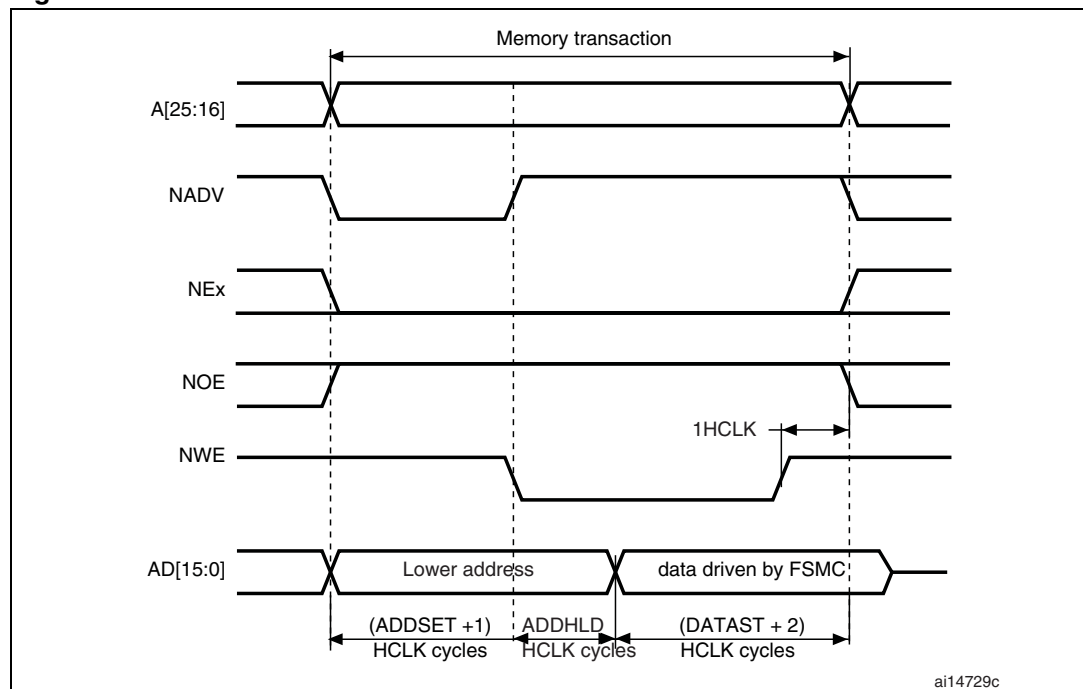 Memory transaction
A[25:16]
NADV
NEx
NOE
1HCLK
NWE
AD[15:0]
Lower address
data driven by FSMC
(ADDSET +1)
HCLK cycles
ADDHLD
HCLK cycles
(DATAST + 2)
HCLK cycles
ai14729c